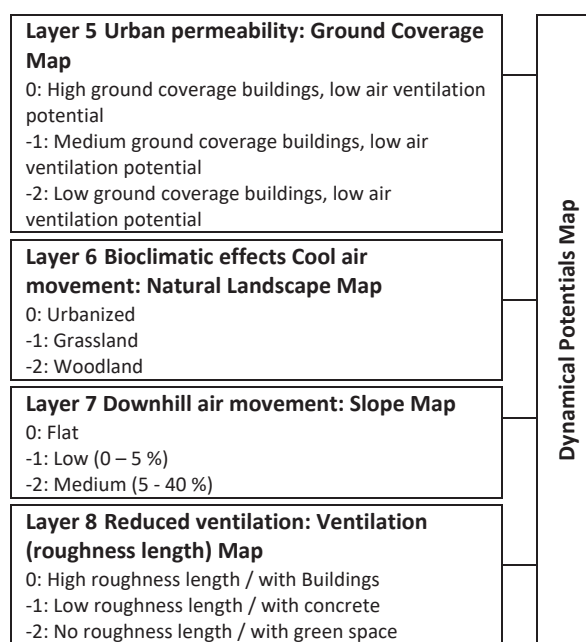 Layer 5 Urban permeability: Ground Coverage
Map
0: High ground coverage buildings, low air ventilation
potential
-1: Medium ground coverage buildings, low air
ventilation potential
-2: Low ground coverage buildings, low air
ventilation potential
Layer 6 Bioclimatic effects Cool air
movement: Natural Landscape Map
0: Urbanized
-1: Grassland
-2: Woodland
Layer 7 Downhill air movement: Slope Map
0: Flat
-1: Low (0 – 5 %)
-2: Medium (5 - 40 %)
Layer 8 Reduced ventilation: Ventilation
(roughness length) Map
0: High roughness length / with Buildings
-1: Low roughness length / with concrete
-2: No roughness length / with green space
Dynamical Potentials Map